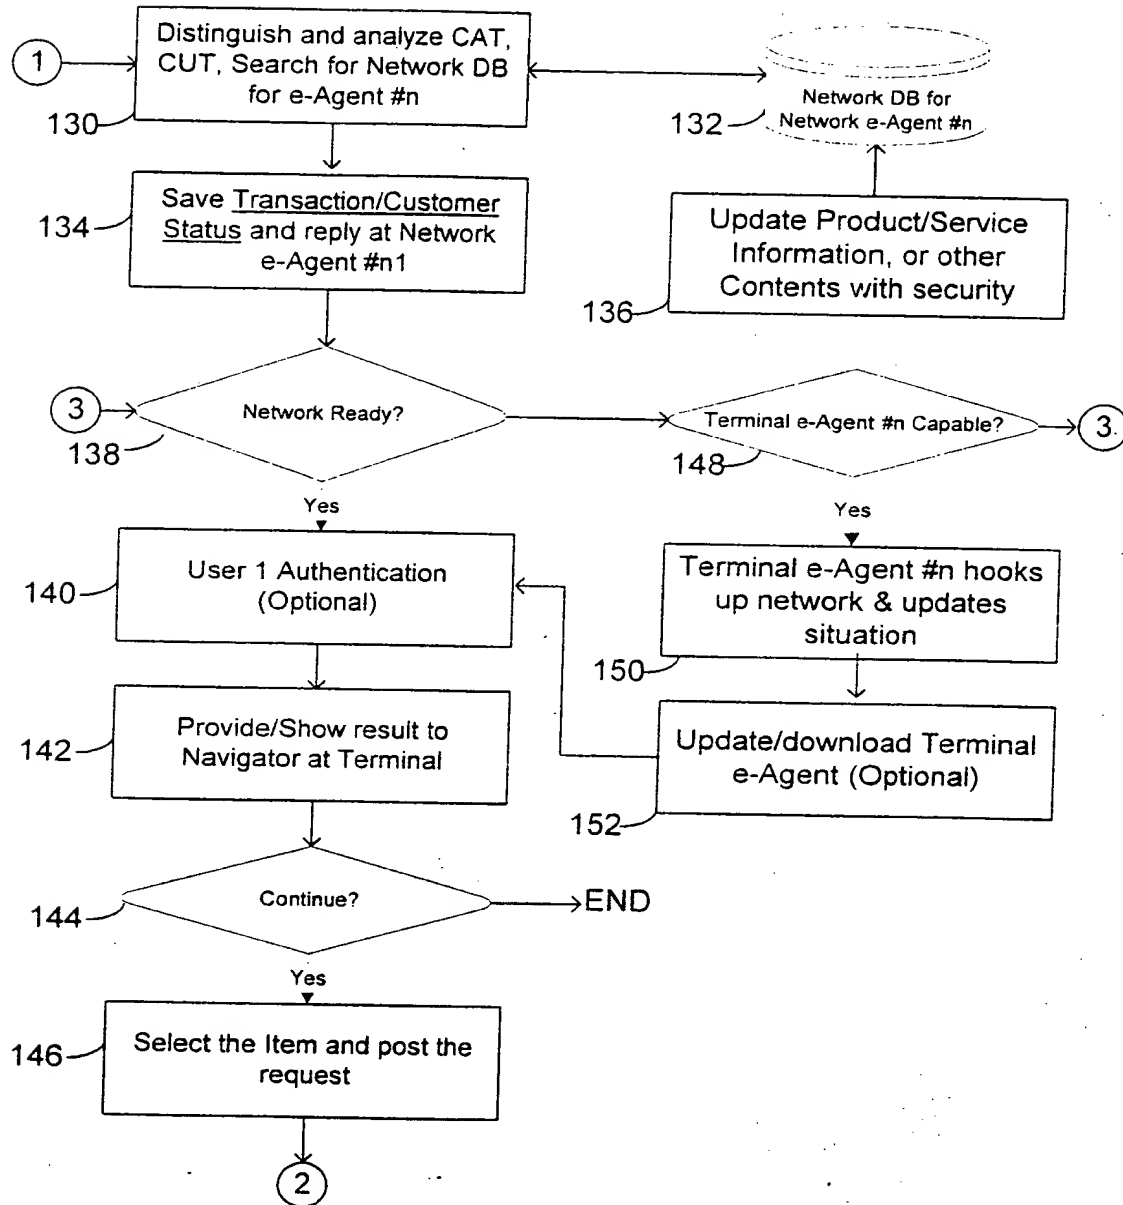 Distinguish and analyze CAT,
CUT, Search for Network DB
for e-Agent #n
1
130
Network DB for
Network e-Agent #n
132
Save Transaction/Customer
Status and reply at Network
e-Agent #n1
134
Update Product/Service
Information, or other
Contents with security
136
3
Network Ready?
138
Terminal e-Agent #n Capable?
148
3
Yes
Yes
User 1 Authentication
(Optional)
140
Terminal e-Agent #n hooks
up network & updates
situation
150
Provide/Show result to
Navigator at Terminal
142
Update/download Terminal
e-Agent (Optional)
152
Continue?
144
END
Yes
Select the Item and post the
request
146
2